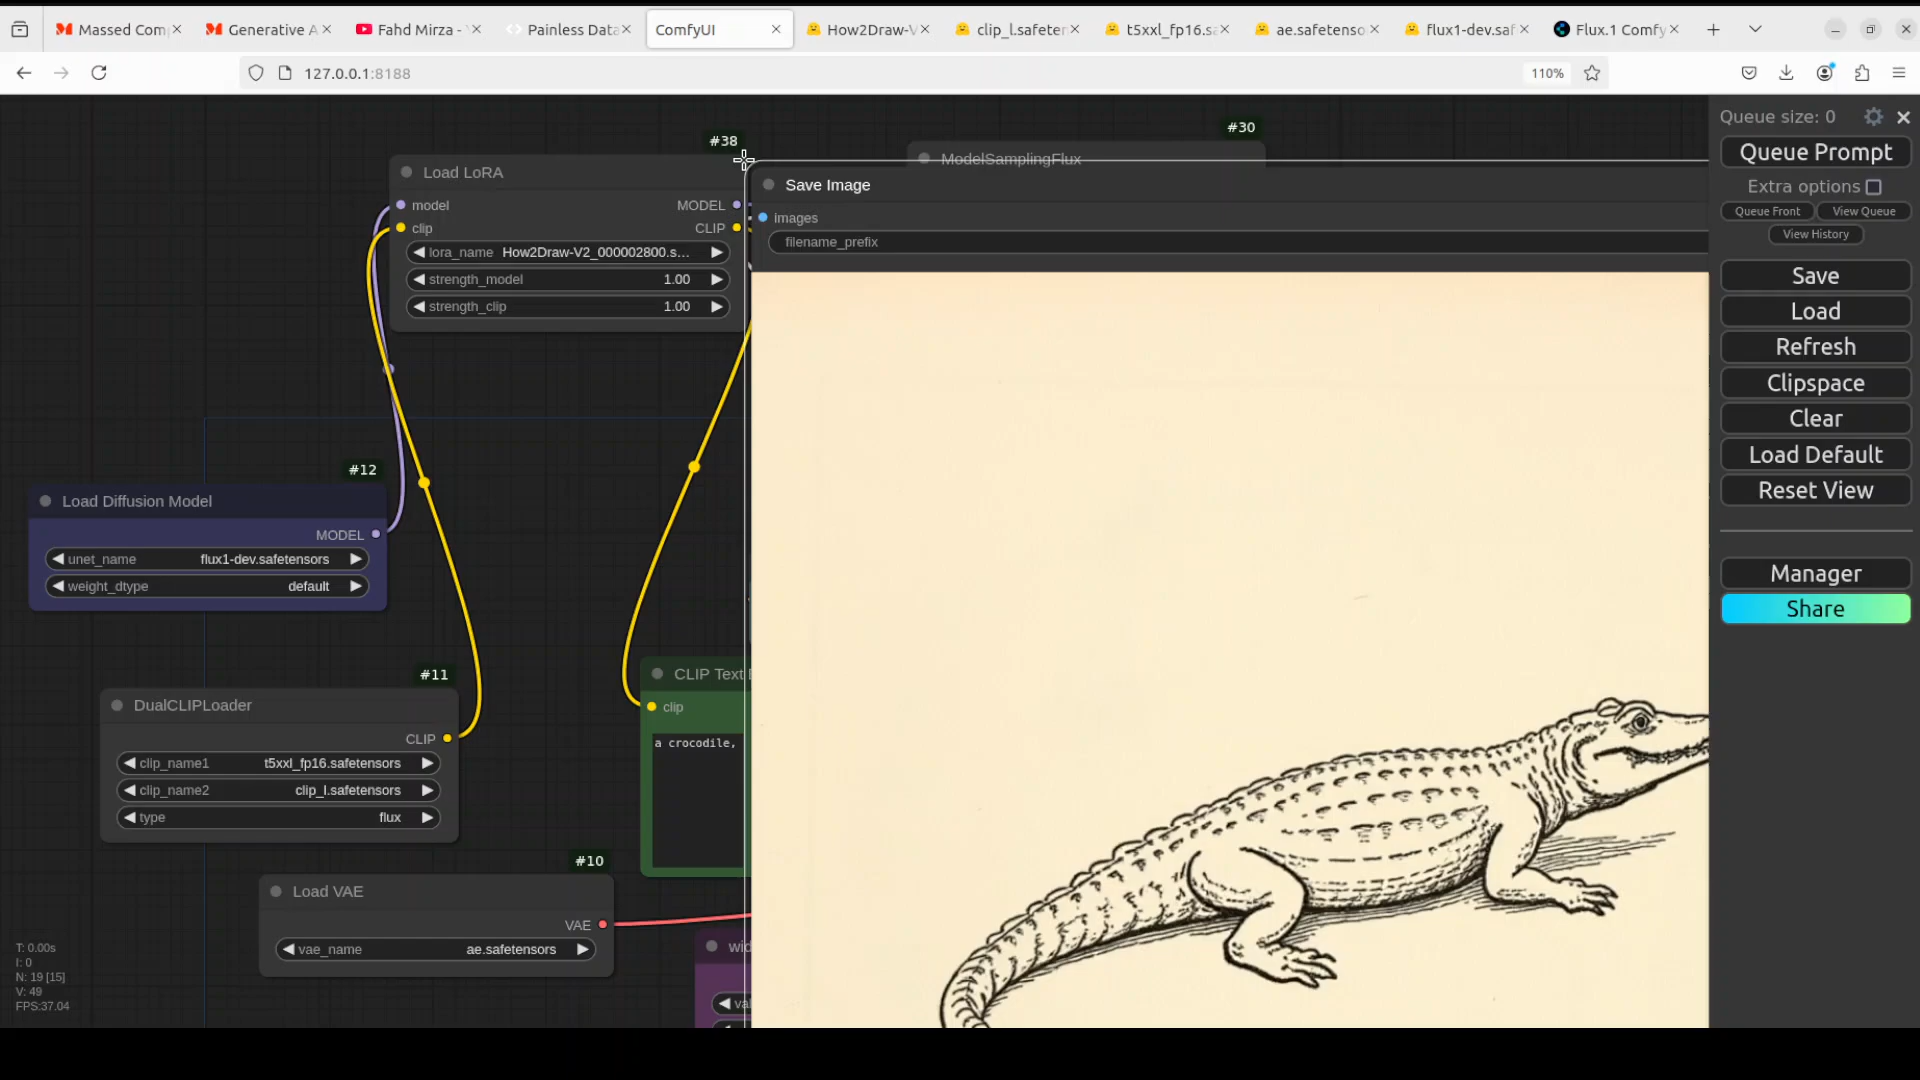 Massed Com
Generative A
Fahd Mirza -
Painless Dat
ComfyUI
How2Draw-V
clip_l.safeten
t5xxl_fp16.sa
ae.safetenso
flux1-dev.saf
Flux.1 Comfy
127.0.0.1:8188
110%
#38
#30
Load LoRA
ModelSamplingFlux
model
MODEL
clip
CLIP
lora_name How2Draw-V2_000002800.s...
strength_model 1.00
strength_clip 1.00
Save Image
images
filename_prefix
#12
Load Diffusion Model
MODEL
unet_name flux1-dev.safetensors
weight_dtype default
#11
DualCLIPLoader
CLIP
clip_name1 t5xxl_fp16.safetensors
clip_name2 clip_l.safetensors
type flux
CLIP Text
clip
a crocodile,
#10
Load VAE
VAE
vae_name ae.safetensors
wid
val
T: 0.00s
I: 0
N: 19 [15]
V: 49
FPS:37.04
Queue size: 0
Queue Prompt
Extra options
Queue Front
View Queue
View History
Save
Load
Refresh
Clipspace
Clear
Load Default
Reset View
Manager
Share